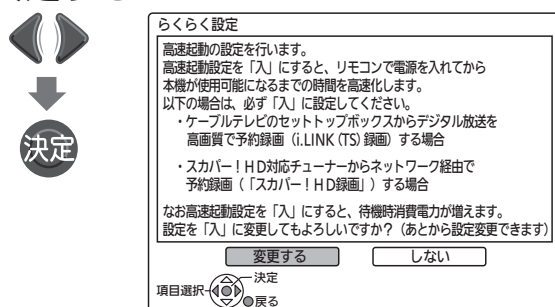 決定
らくらく設定
高速起動の設定を行います。
高速起動設定を「入」にすると、リモコンで電源を入れてから
本機が使用可能になるまでの時間を高速化します。
以下の場合は、必ず「入」に設定してください。
・ケーブルテレビのセットトップボックスからデジタル放送を
高画質で予約録画（i.LINK（TS）録画）する場合
・スカパー！HD対応チューナーからネットワーク経由で
予約録画（「スカパー！HD録画」）する場合
なお高速起動設定を「入」にすると、待機時消費電力が増えます。
設定を「入」に変更してもよろしいですか？（あとから設定変更できます）
変更する
しない
項目選択
決定
戻る